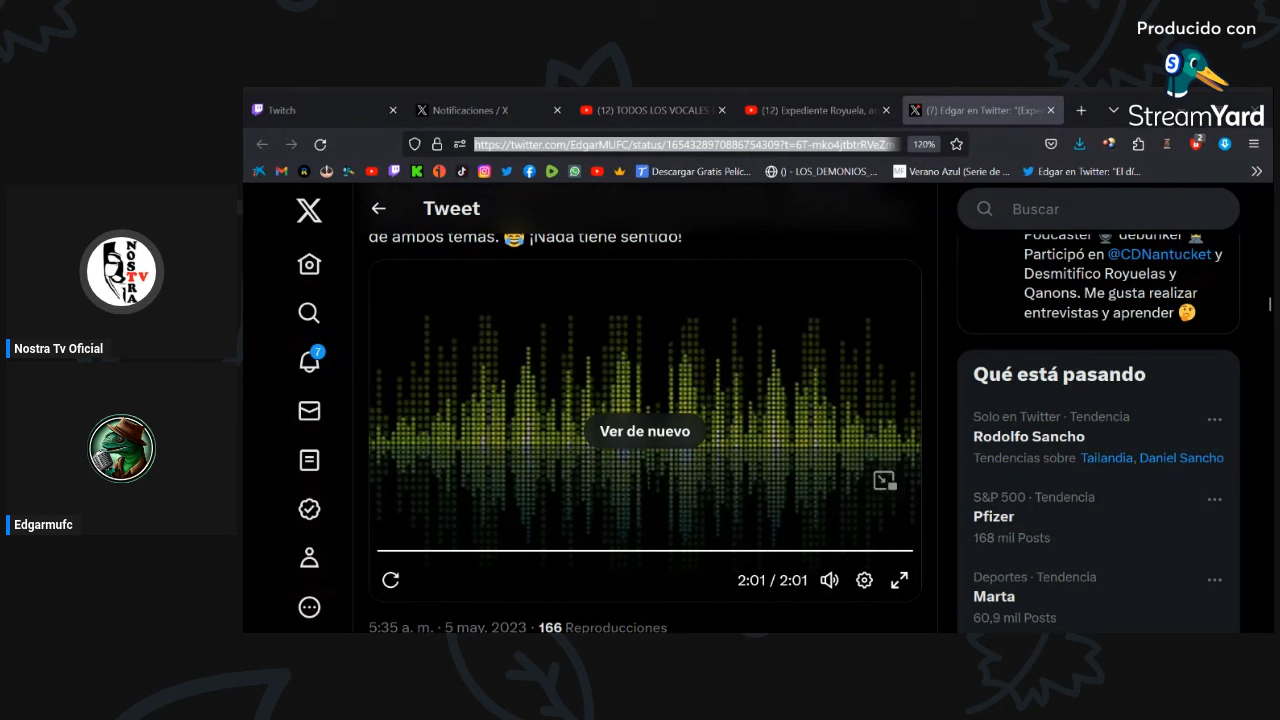 Producido con
StreamYard
Twitch
Notificaciones / X
(12) TODOS LOS VOCALES
(12) Expediente Royuela, a
(7) Edgar en Twitter: "(Expe
https://twitter.com/EdgarMUFC/status/1654328970886754309?t=6T-mko4jtbtrRVeZm
120%
2
Descargar Gratis Pelíc...
() - LOS_DEMONIOS_...
Verano Azul (Serie de ...
Edgar en Twitter: "El dí...
Tweet
Buscar
de ambos temas. 😂 ¡Nada tiene sentido!
Podcaster 🎙 debunker
Participó en @CDNantucket y
Desmitifico Royuelas y
Qanons. Me gusta realizar
entrevistas y aprender 🤔
7
NOSTRA TV
Nostra Tv Oficial
Edgarmufc
Ver de nuevo
2:01 / 2:01
5:35 a. m. · 5 may. 2023 · 166 Reproducciones
Qué está pasando
Solo en Twitter · Tendencia
Rodolfo Sancho
Tendencias sobre Tailandia, Daniel Sancho
S&P 500 · Tendencia
Pfizer
168 mil Posts
Deportes · Tendencia
Marta
60,9 mil Posts